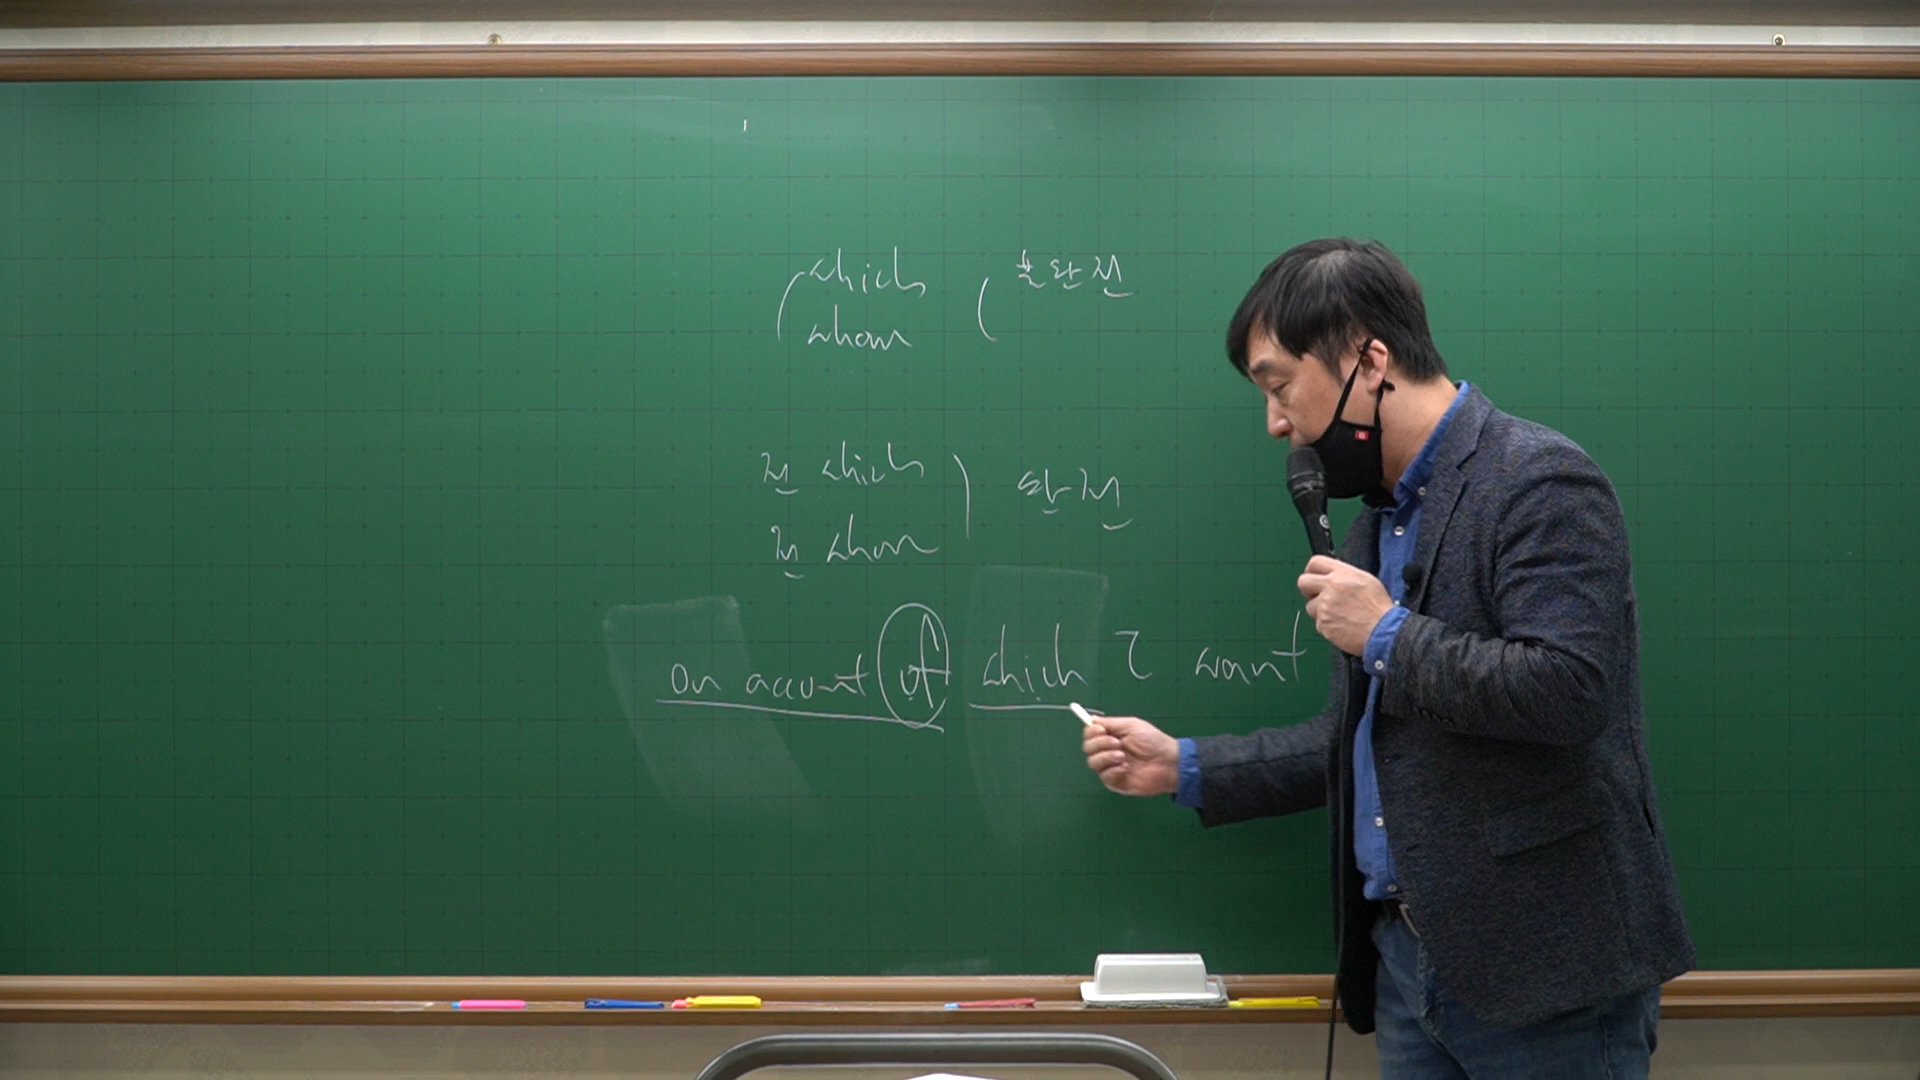 which 불완전
whom
전 which 완전
전 whom
on account of which I want